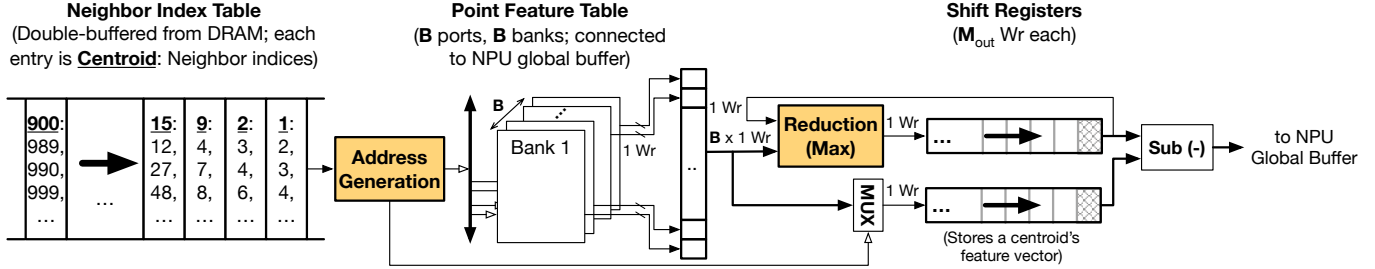 Neighbor Index Table
(Double-buffered from DRAM; each
entry is Centroid: Neighbor indices)
Point Feature Table
(B ports, B banks; connected
to NPU global buffer)
Shift Registers
(Mout Wr each)
900:
989,
990,
999,
...
...
15:
12,
27,
48,
...
9:
4,
7,
8,
...
2:
3,
4,
6,
...
1:
2,
3,
4,
...
Address
Generation
B
...
Bank 1
1 Wr
..
B x 1 Wr
1 Wr
Reduction
(Max)
1 Wr
...
MUX
1 Wr
...
(Stores a centroid's
feature vector)
Sub (-)
to NPU
Global Buffer